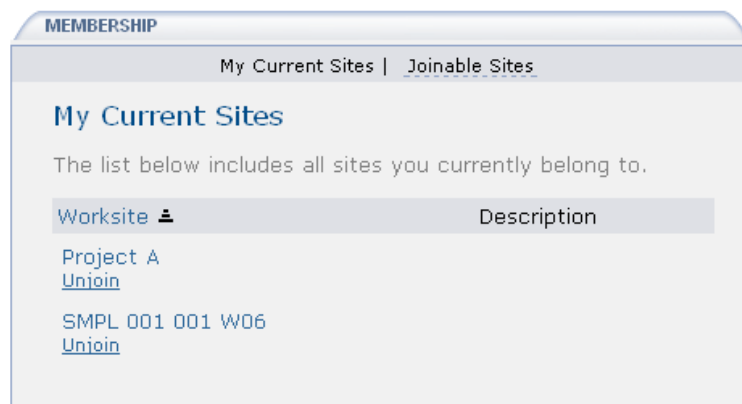 MEMBERSHIP
My Current Sites | Joinable Sites
My Current Sites
The list below includes all sites you currently belong to.
Worksite Description
Project A
Unjoin
SMPL 001 001 W06
Unjoin